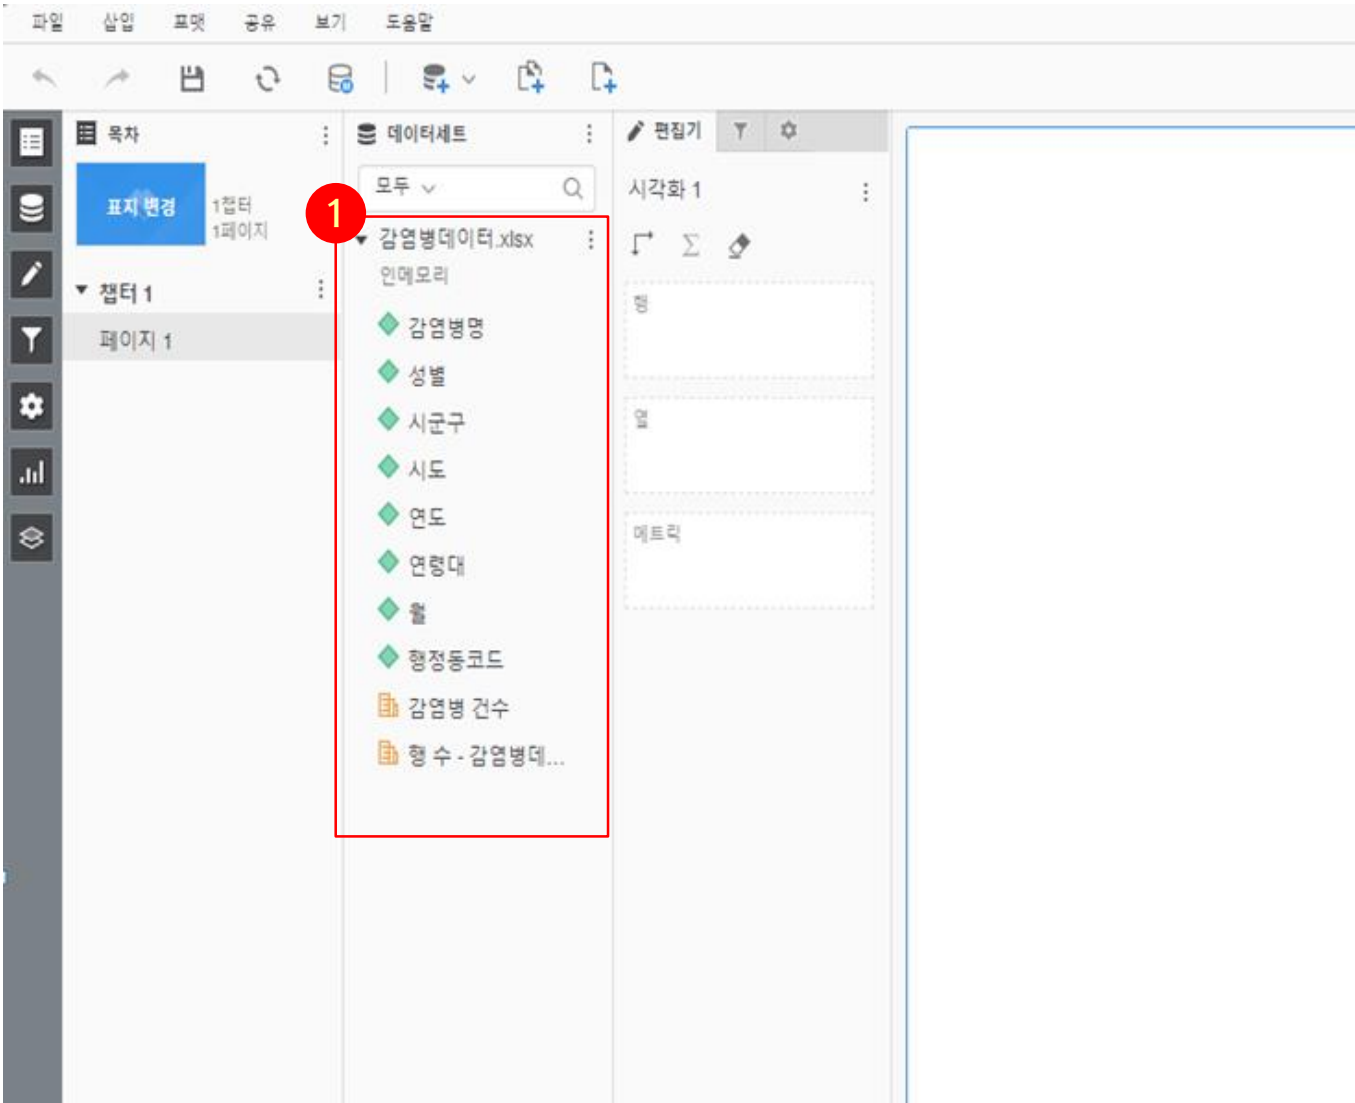 파일 삽입 포맷 공유 보기 도움말
목차
표지 변경
1챕터
1페이지
챕터 1
페이지 1
데이터세트
모두
1
감염병데이터.xlsx
인메모리
감염병명
성별
시군구
시도
연도
연령대
월
행정동코드
감염병 건수
행 수 - 감염병데...
편집기
시각화 1
행
열
메트릭